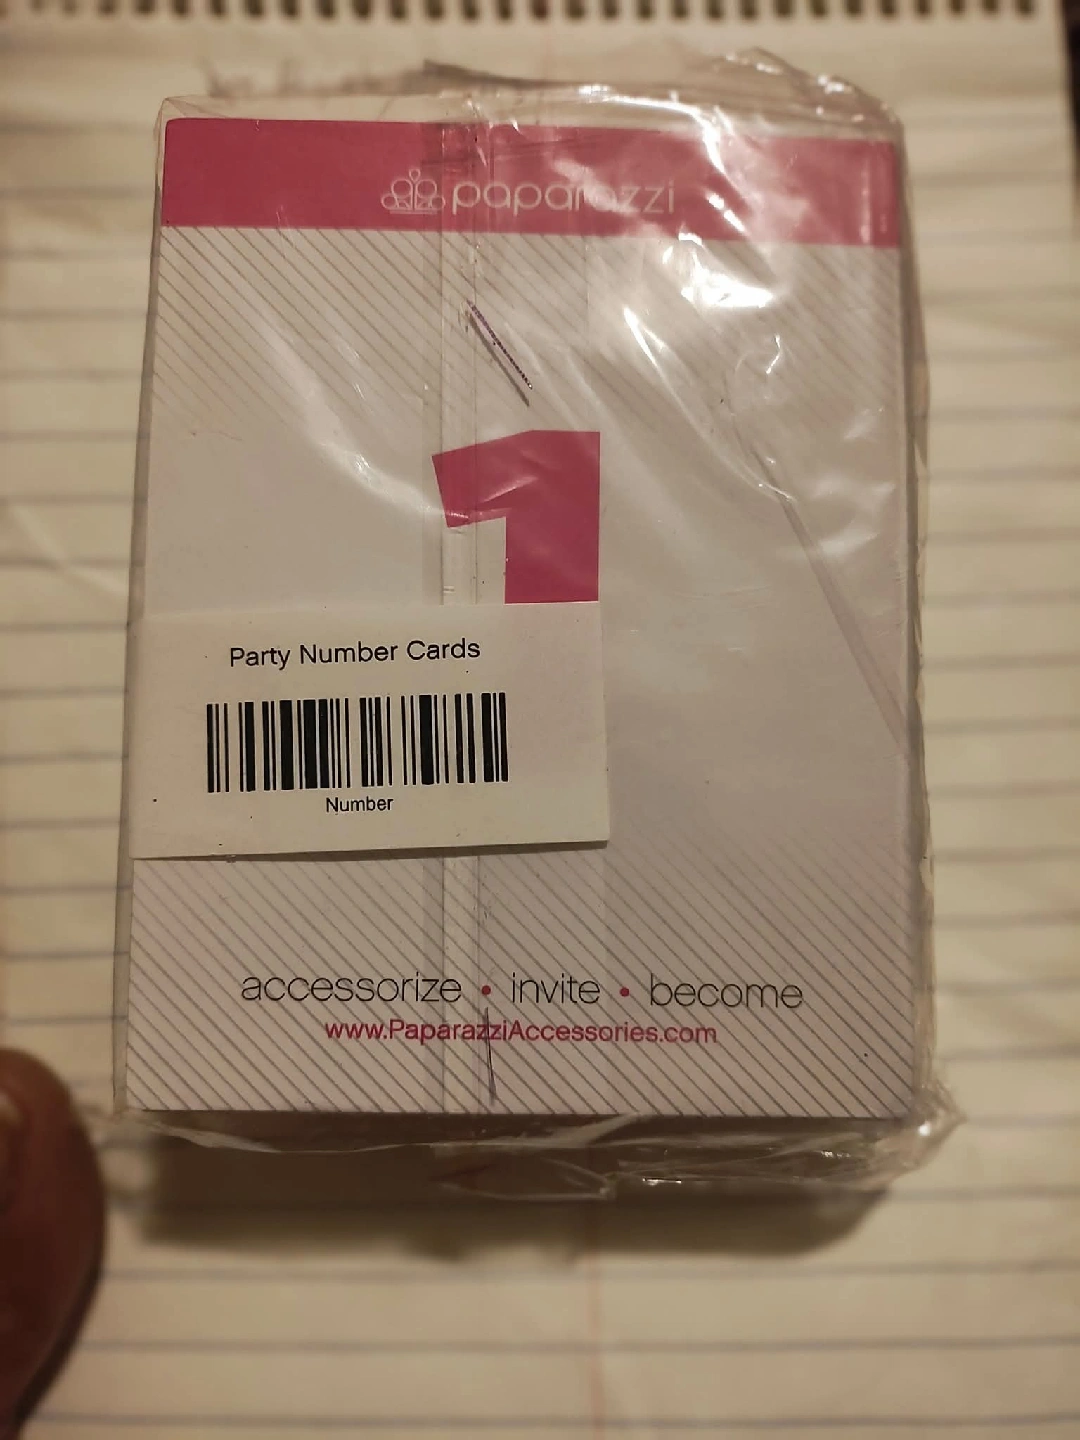 paparazzi
1
Party Number Cards
Number
accessorize • invite • become
www.PaparazziAccessories.com